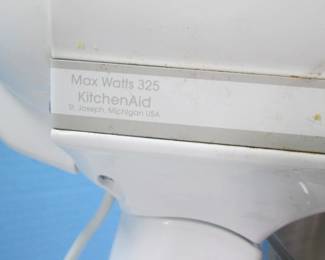 Max Watts 325
KitchenAid
St. Joseph, Michigan USA